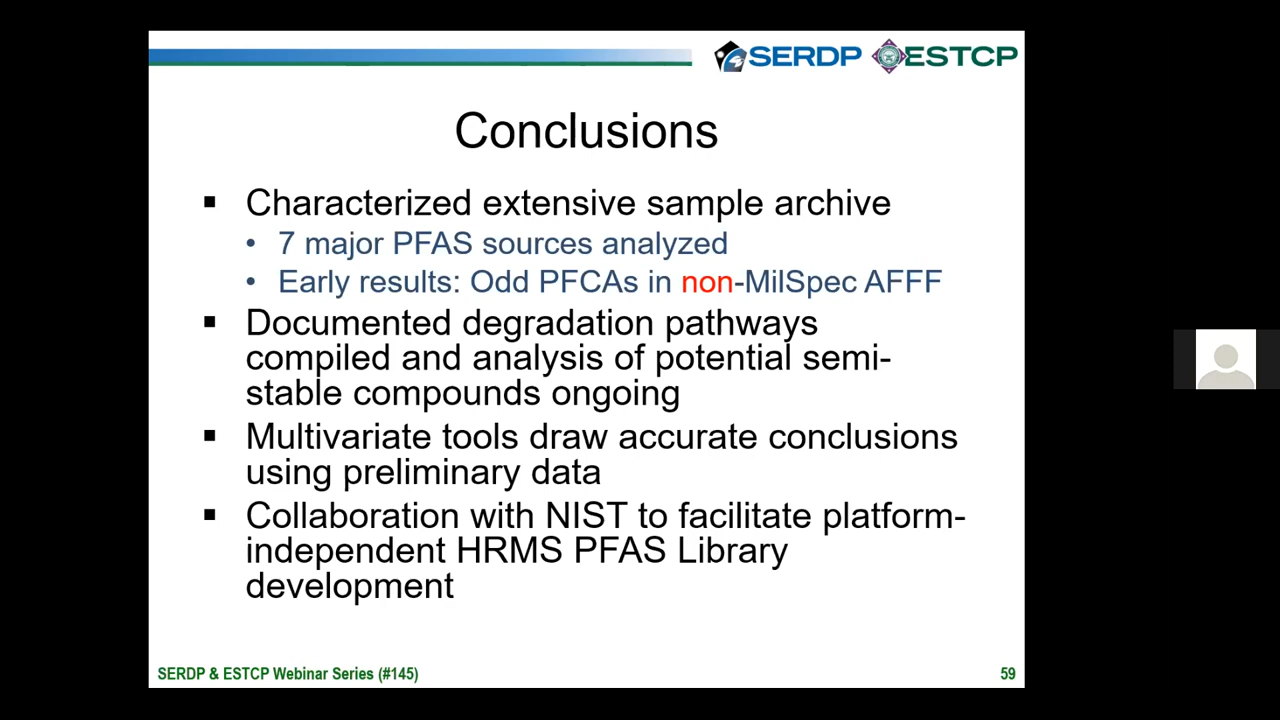 SERDP ESTCP
Conclusions
▪ Characterized extensive sample archive
• 7 major PFAS sources analyzed
• Early results: Odd PFCAs in non-MilSpec AFFF
▪ Documented degradation pathways
compiled and analysis of potential semi-
stable compounds ongoing
▪ Multivariate tools draw accurate conclusions
using preliminary data
▪ Collaboration with NIST to facilitate platform-
independent HRMS PFAS Library
development
SERDP & ESTCP Webinar Series (#145) 59